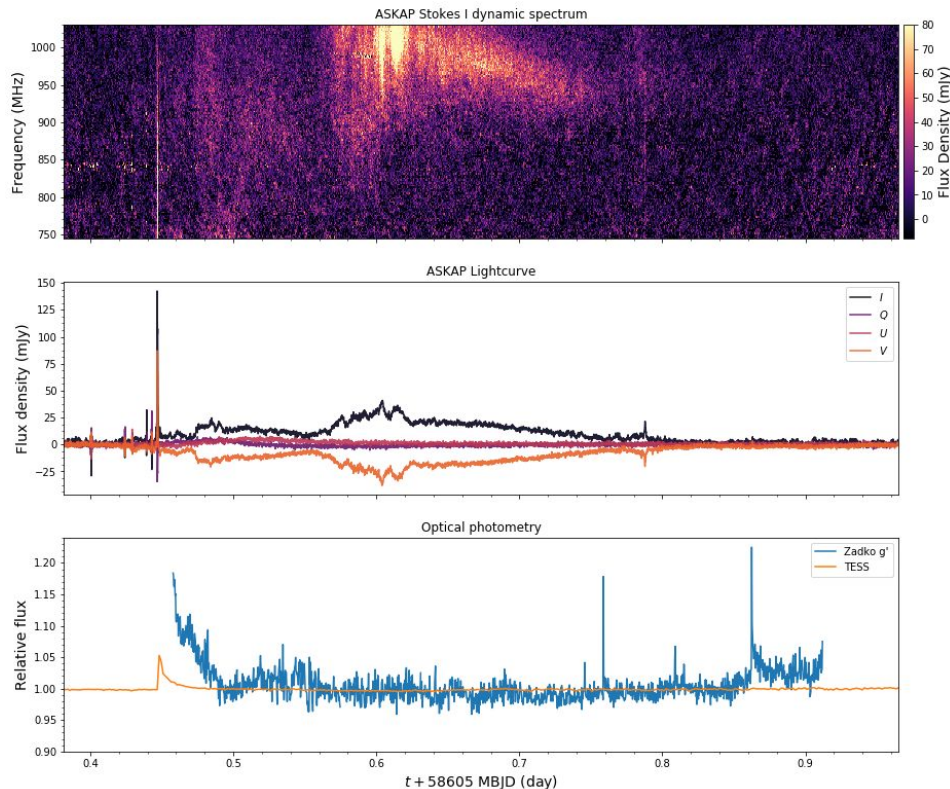 ASKAP Stokes I dynamic spectrum
Frequency (MHz)
1000
950
900
850
800
750
80
70
60
50
40
30
20
10
0
Flux Density (mJy)
ASKAP Lightcurve
Flux density (mJy)
150
125
100
75
50
25
0
−25
I
Q
U
V
Optical photometry
Relative flux
1.20
1.15
1.10
1.05
1.00
0.95
0.90
Zadko g'
TESS
0.4 0.5 0.6 0.7 0.8 0.9
t + 58605 MBJD (day)